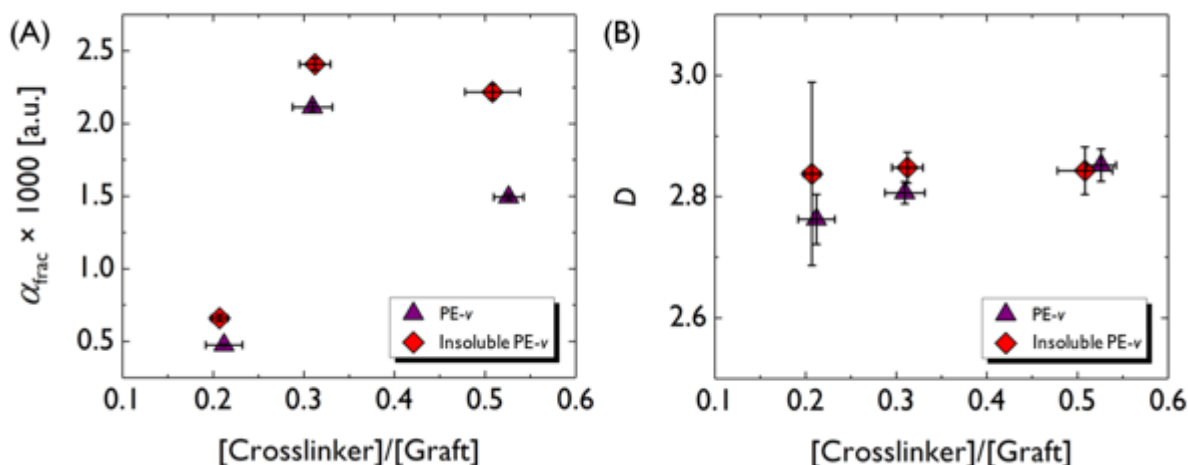 (A)
2.5
2.0
1.5
1.0
0.5
α_frac × 1000 [a.u.]
PE-v
Insoluble PE-v
0.1 0.2 0.3 0.4 0.5 0.6
[Crosslinker]/[Graft]
(B)
3.0
2.8
2.6
D
PE-v
Insoluble PE-v
0.1 0.2 0.3 0.4 0.5 0.6
[Crosslinker]/[Graft]